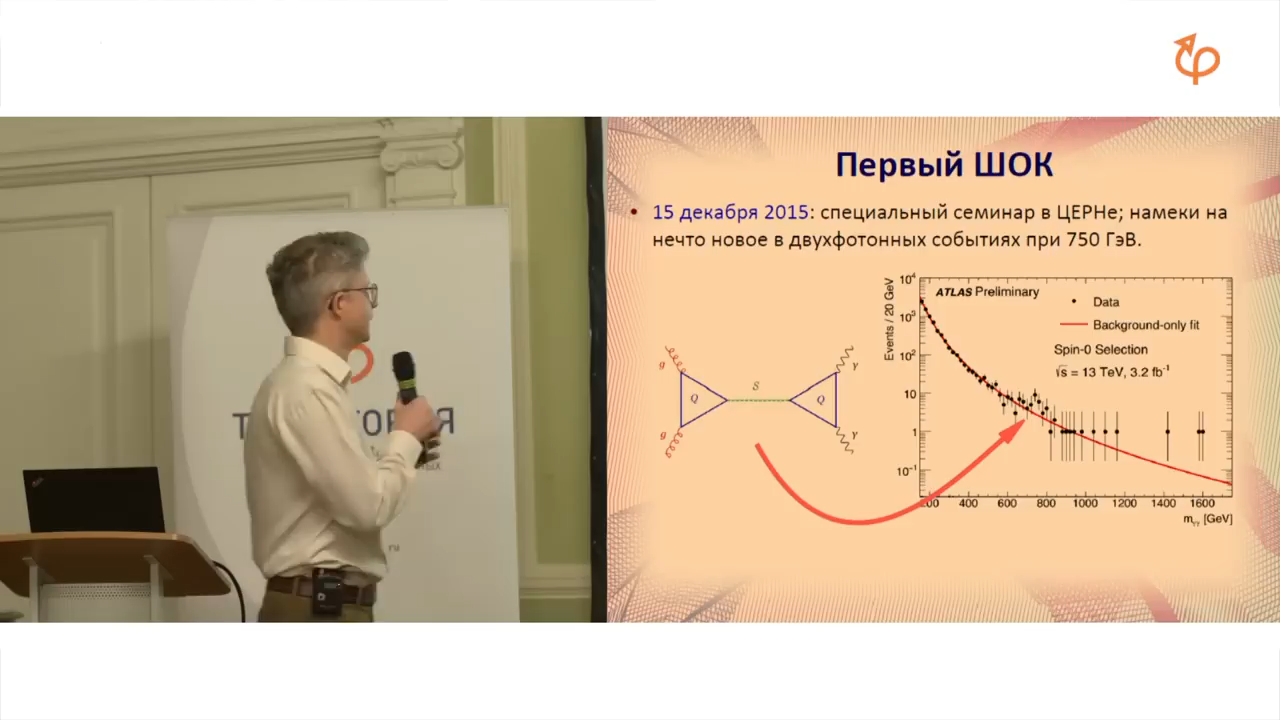 Первый ШОК
• 15 декабря 2015: специальный семинар в ЦЕРНе; намеки на
нечто новое в двухфотонных событиях при 750 ГэВ.
ATLAS Preliminary
Data
Background-only fit
Spin-0 Selection
√s = 13 TeV, 3.2 fb⁻¹
Events / 20 GeV
10⁴
10³
10²
10
1
10⁻¹
200 400 600 800 1000 1200 1400 1600
mγγ [GeV]
g
g
Q
S
Q
γ
γ